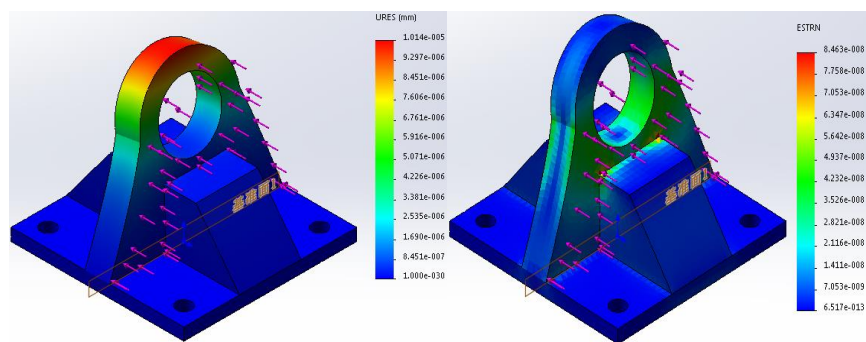 URES (mm)
1.014e-005
9.297e-006
8.451e-006
7.606e-006
6.761e-006
5.916e-006
5.071e-006
4.226e-006
3.381e-006
2.535e-006
1.690e-006
8.451e-007
1.000e-030
基準面1
ESTRN
8.463e-008
7.758e-008
7.053e-008
6.347e-008
5.642e-008
4.937e-008
4.232e-008
3.526e-008
2.821e-008
2.116e-008
1.411e-008
7.053e-009
6.517e-013
基準面1